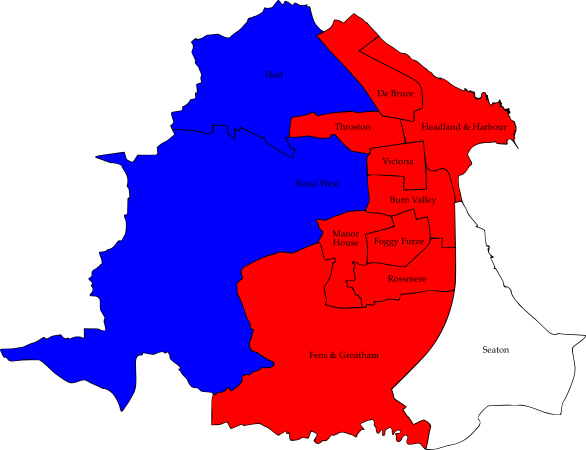 Hart
De Bruce
Throston
Headland & Harbour
Victoria
Rural West
Burn Valley
Manor
House
Foggy Furze
Rossmere
Fens & Greatham
Seaton